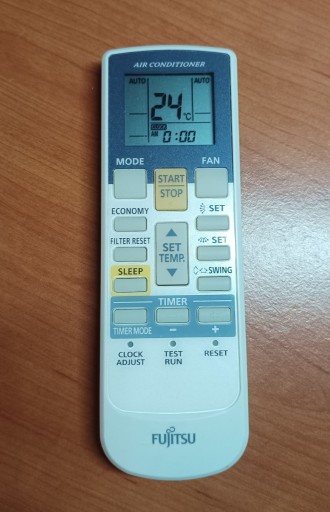 AIR CONDITIONER
AUTO AUTO
24°C
CLOCK
AM 0:00
MODE FAN
START
STOP
ECONOMY SET
FILTER RESET SET
SET
TEMP.
SLEEP SWING
TIMER
TIMER MODE - +
CLOCK
ADJUST
TEST
RUN
RESET
FUJITSU